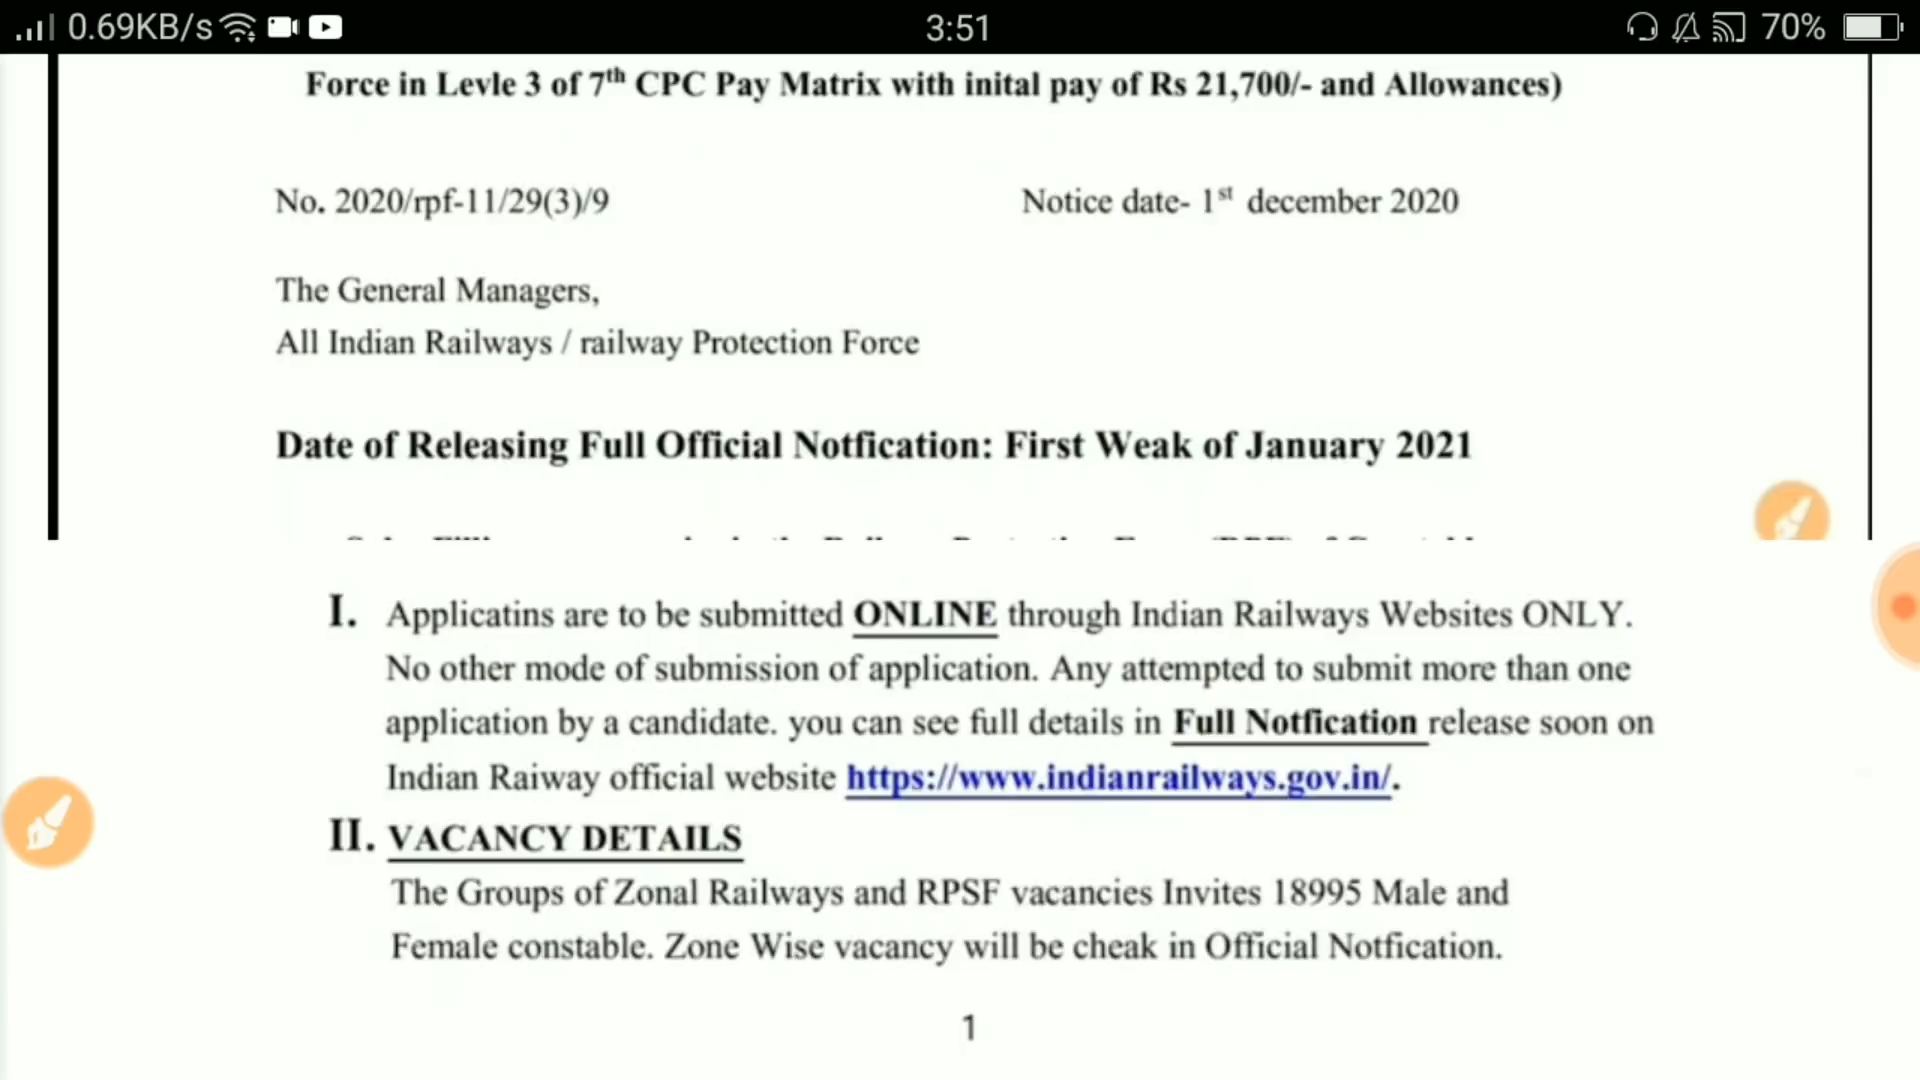 0.69KB/s 3:51 70%
Force in Levle 3 of 7th CPC Pay Matrix with inital pay of Rs 21,700/- and Allowances)
No. 2020/rpf-11/29(3)/9 Notice date- 1st december 2020
The General Managers,
All Indian Railways / railway Protection Force
Date of Releasing Full Official Notfication: First Weak of January 2021
I. Applicatins are to be submitted ONLINE through Indian Railways Websites ONLY.
No other mode of submission of application. Any attempted to submit more than one
application by a candidate. you can see full details in Full Notfication release soon on
Indian Raiway official website https://www.indianrailways.gov.in/.
II. VACANCY DETAILS
The Groups of Zonal Railways and RPSF vacancies Invites 18995 Male and
Female constable. Zone Wise vacancy will be cheak in Official Notfication.
1